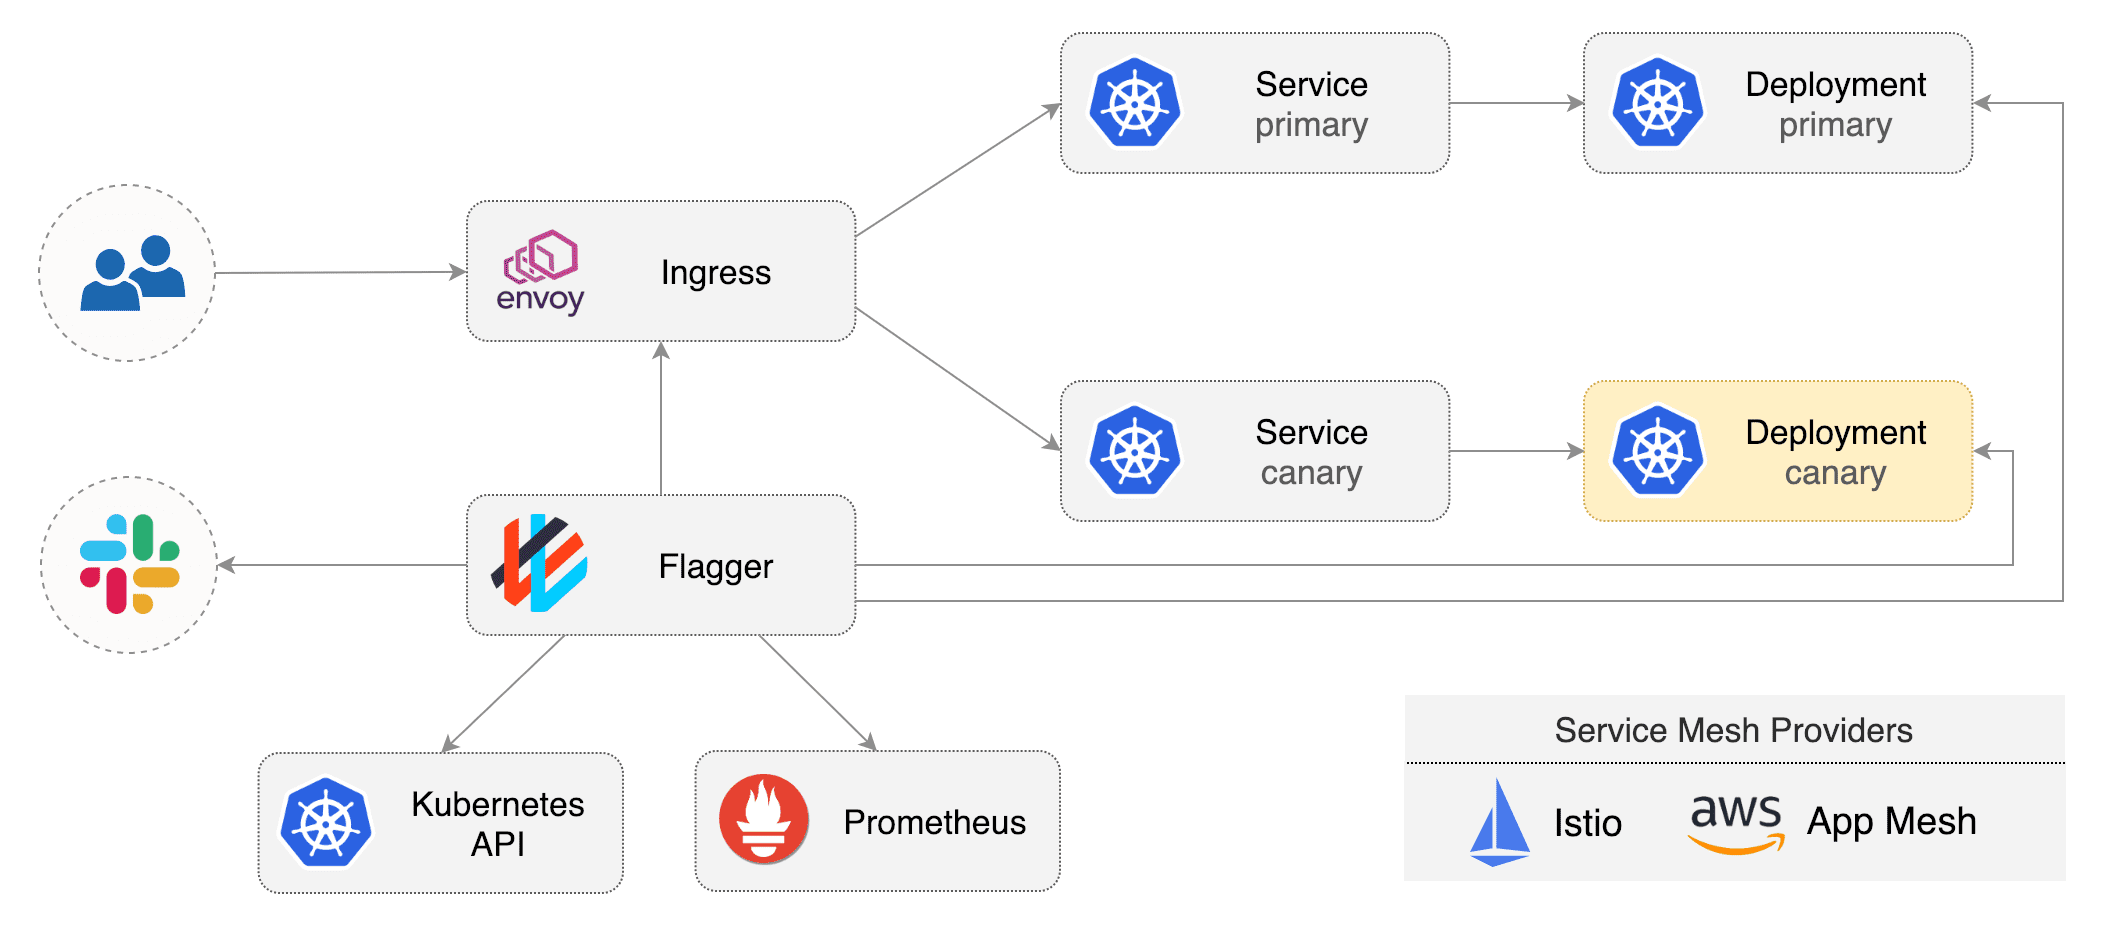 Service
primary
Deployment
primary
envoy
Ingress
Service
canary
Deployment
canary
Flagger
Kubernetes
API
Prometheus
Service Mesh Providers
Istio
aws
App Mesh